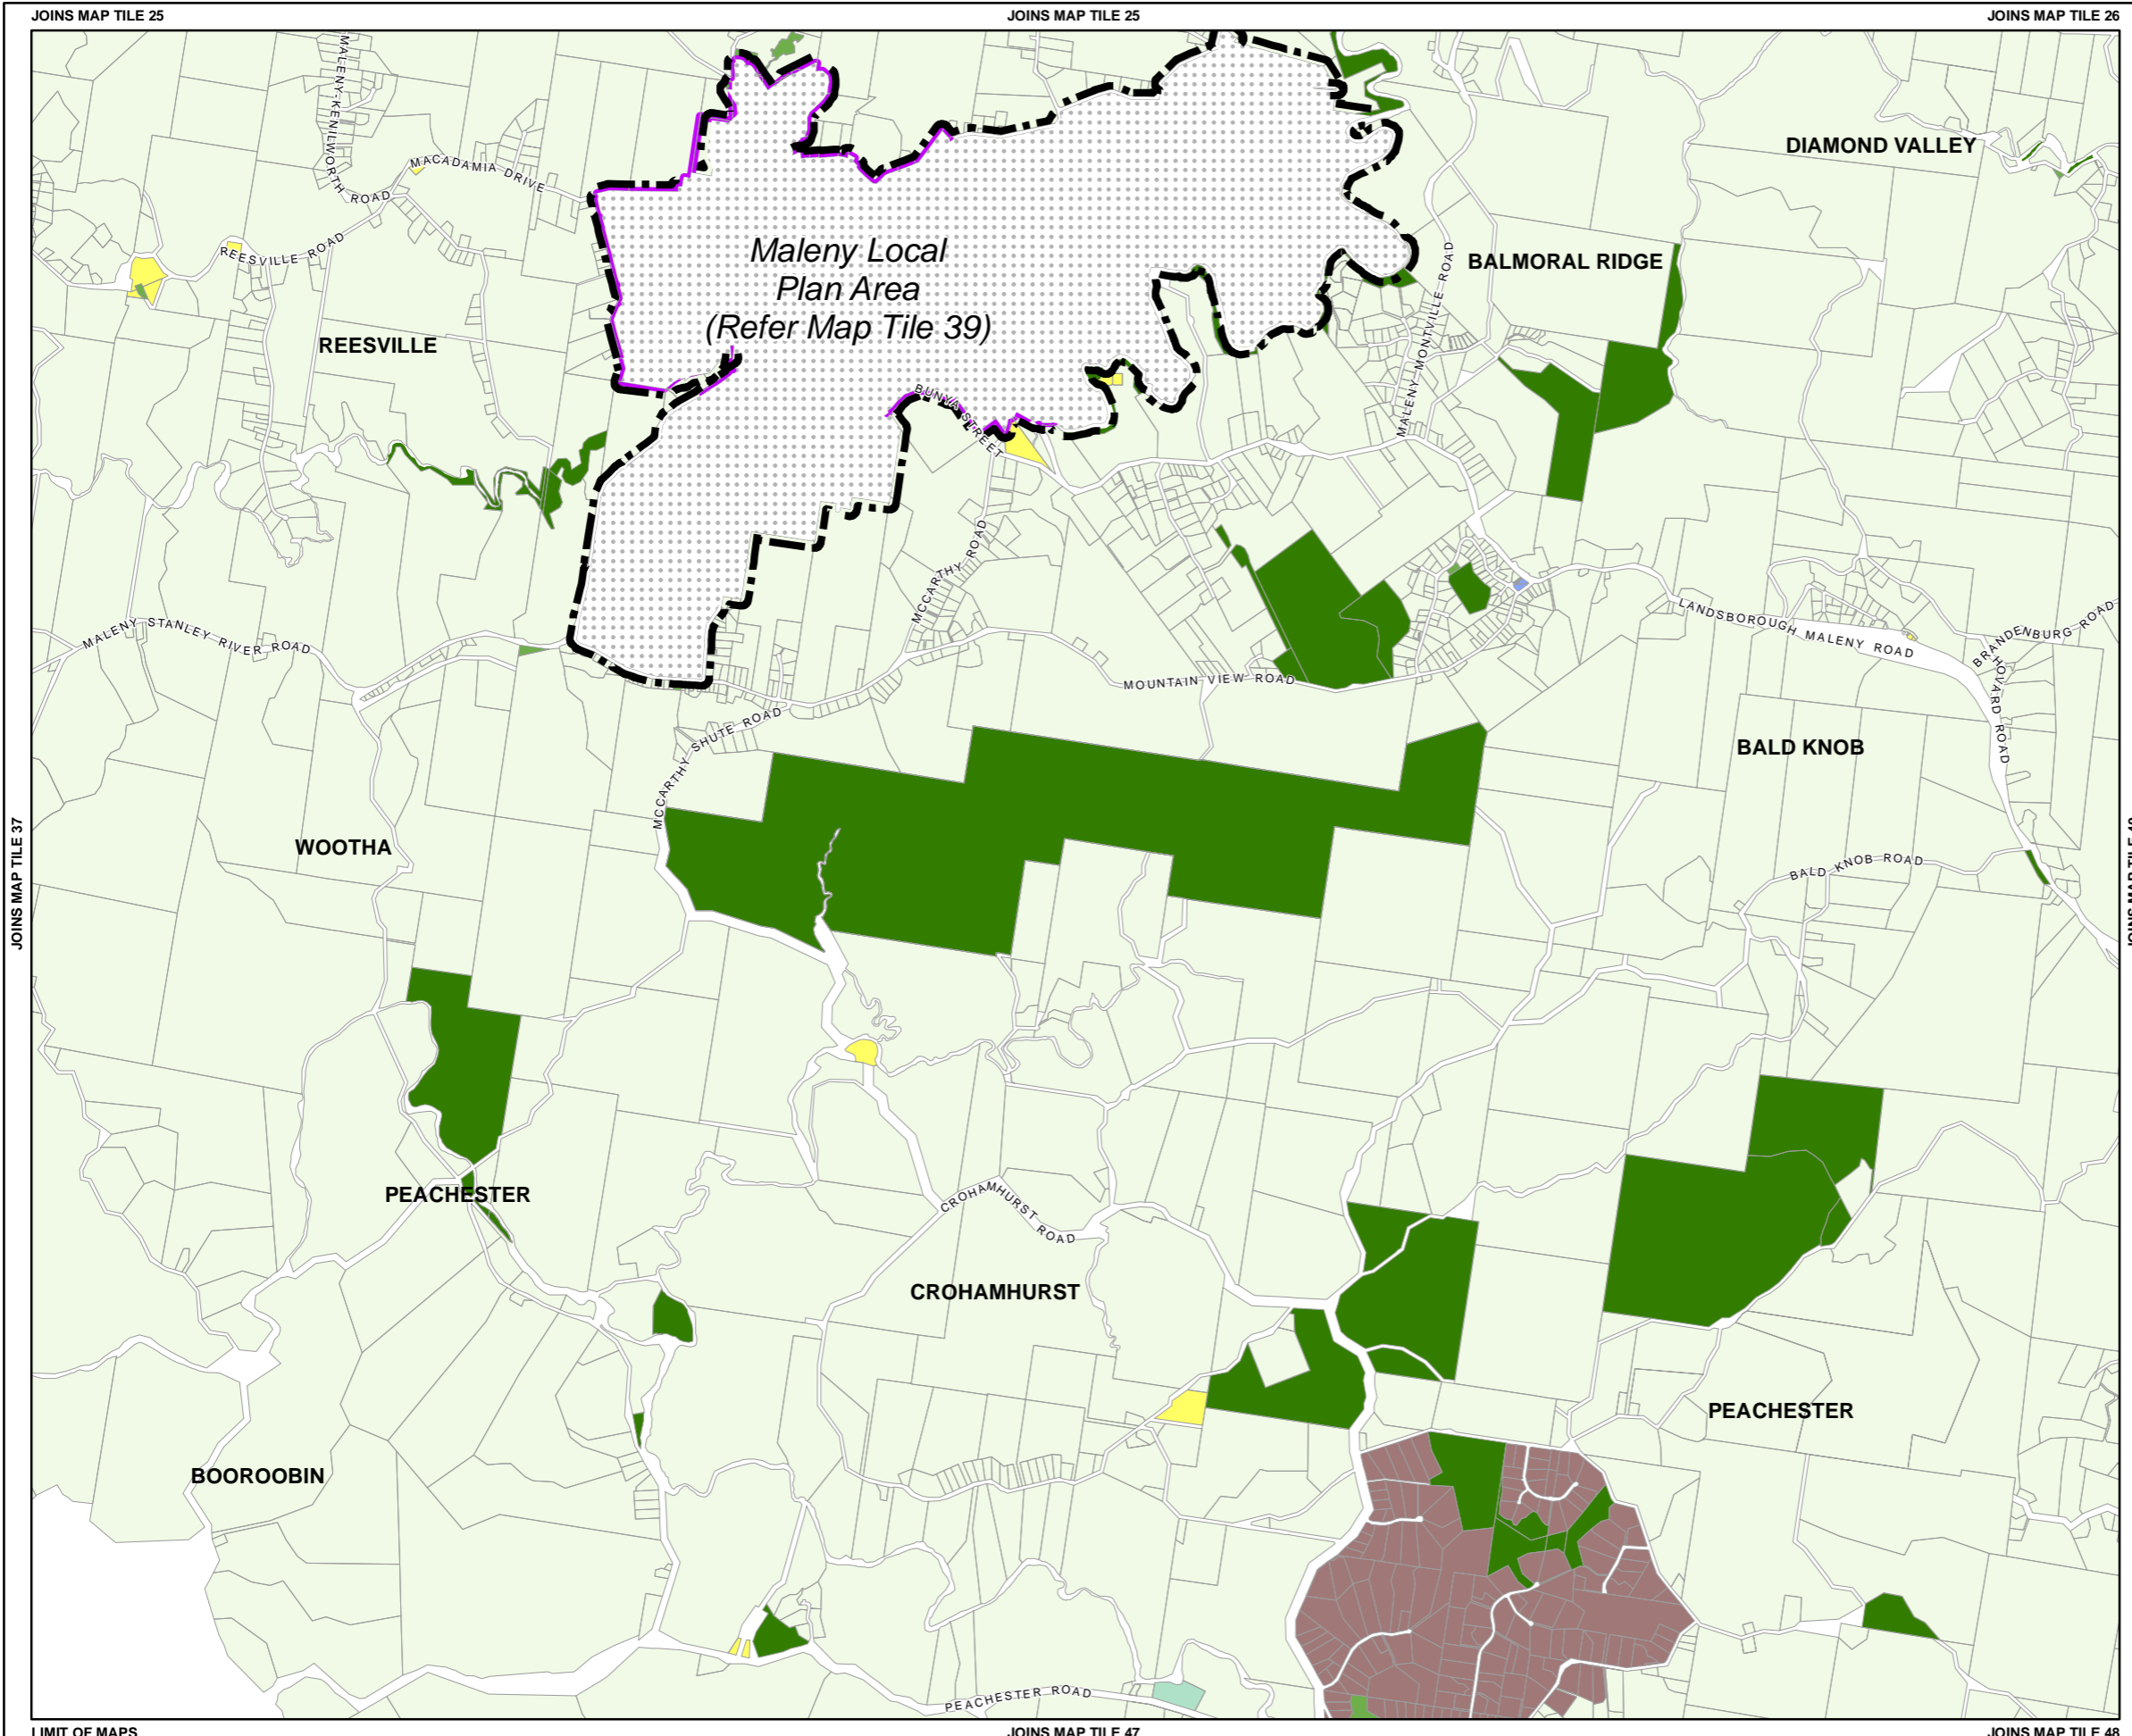 JOINS MAP TILE 25
JOINS MAP TILE 25
JOINS MAP TILE 26
MALENY-KENILWORTH ROAD
MACADAMIA DRIVE
REESVILLE ROAD
DIAMOND VALLEY
Maleny Local
Plan Area
(Refer Map Tile 39)
BALMORAL RIDGE
MALENY MONTVILLE ROAD
REESVILLE
BUNYA STREET
MCCARTHY ROAD
MALENY STANLEY RIVER ROAD
LANDSBOROUGH MALENY ROAD
BRANDENBURG ROAD
HOVARD ROAD
MOUNTAIN VIEW ROAD
MCCARTHY SHUTE ROAD
BALD KNOB
JOINS MAP TILE 37
WOOTHA
BALD KNOB ROAD
PEACHESTER
CROHAMHURST ROAD
CROHAMHURST
PEACHESTER
BOOROOBIN
PEACHESTER ROAD
LIMIT OF MAPS
JOINS MAP TILE 47
JOINS MAP TILE 48